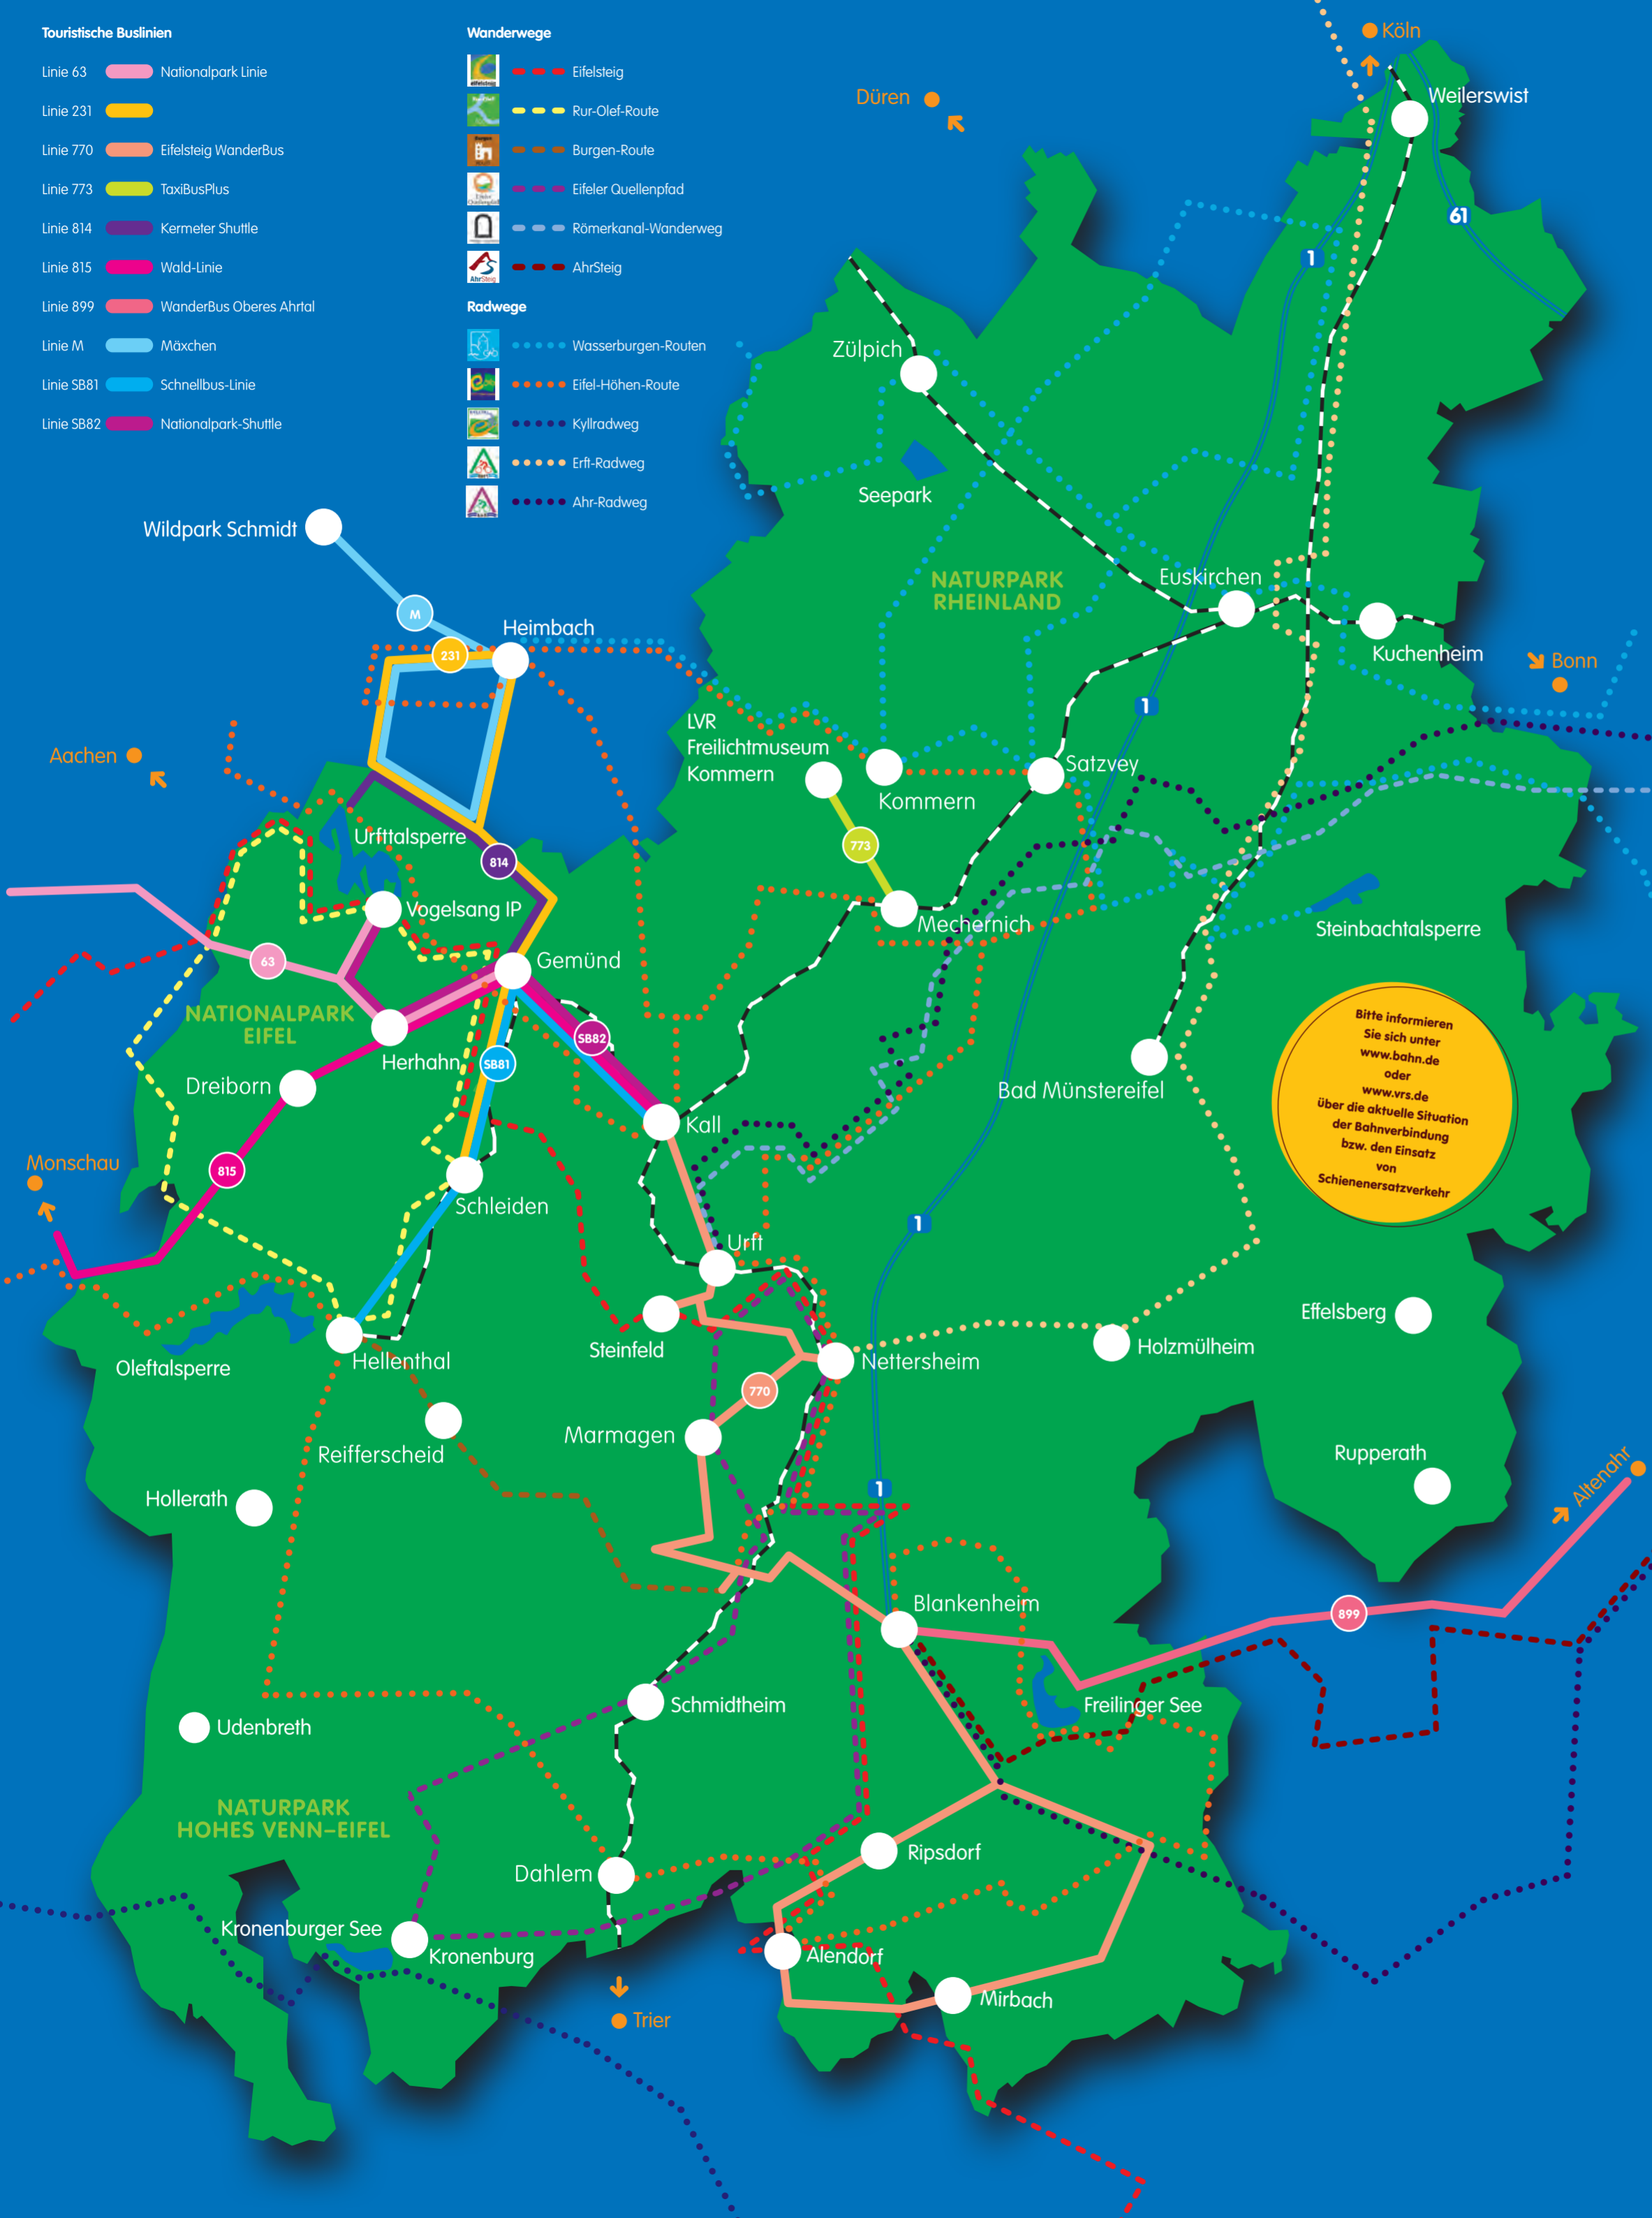 Touristische Buslinien
Linie 63 Nationalpark Linie
Linie 231
Linie 770 Eifelsteig WanderBus
Linie 773 TaxiBusPlus
Linie 814 Kermeter Shuttle
Linie 815 Wald-Linie
Linie 899 WanderBus Oberes Ahrtal
Linie M Mäxchen
Linie SB81 Schnellbus-Linie
Linie SB82 Nationalpark-Shuttle
Wanderwege
Eifelsteig
Rur-Olef-Route
Burgen-Route
Eifeler Quellenpfad
Römerkanal-Wanderweg
AhrSteig
Radwege
Wasserburgen-Routen
Eifel-Höhen-Route
Kyllradweg
Erft-Radweg
Ahr-Radweg
Köln
Düren
Weilerswist
61
1
Zülpich
Seepark
Wildpark Schmidt
NATURPARK
RHEINLAND
Euskirchen
M
Heimbach
231
Kuchenheim
Bonn
1
LVR
Freilichtmuseum
Kommern
Aachen
Kommern
Satzvey
Urfttalsperre
814
773
Vogelsang IP
Mechernich
Steinbachtalsperre
63
Gemünd
NATIONALPARK
EIFEL
SB82
Herhahn
SB81
Dreiborn
Bad Münstereifel
Bitte informieren
Sie sich unter
www.bahn.de
oder
www.vrs.de
über die aktuelle Situation
der Bahnverbindung
bzw. den Einsatz
von
Schienenersatzverkehr
Kall
Monschau
815
Schleiden
1
Urft
Steinfeld
Effelsberg
Holzmülheim
Oleftalsperre
Hellenthal
Nettersheim
770
Marmagen
Reifferscheid
Rupperath
Hollerath
1
Altenahr
Blankenheim
899
Schmidtheim
Freilinger See
Udenbreth
NATURPARK
HOHES VENN–EIFEL
Ripsdorf
Dahlem
Kronenburger See
Kronenburg
Alendorf
Mirbach
Trier